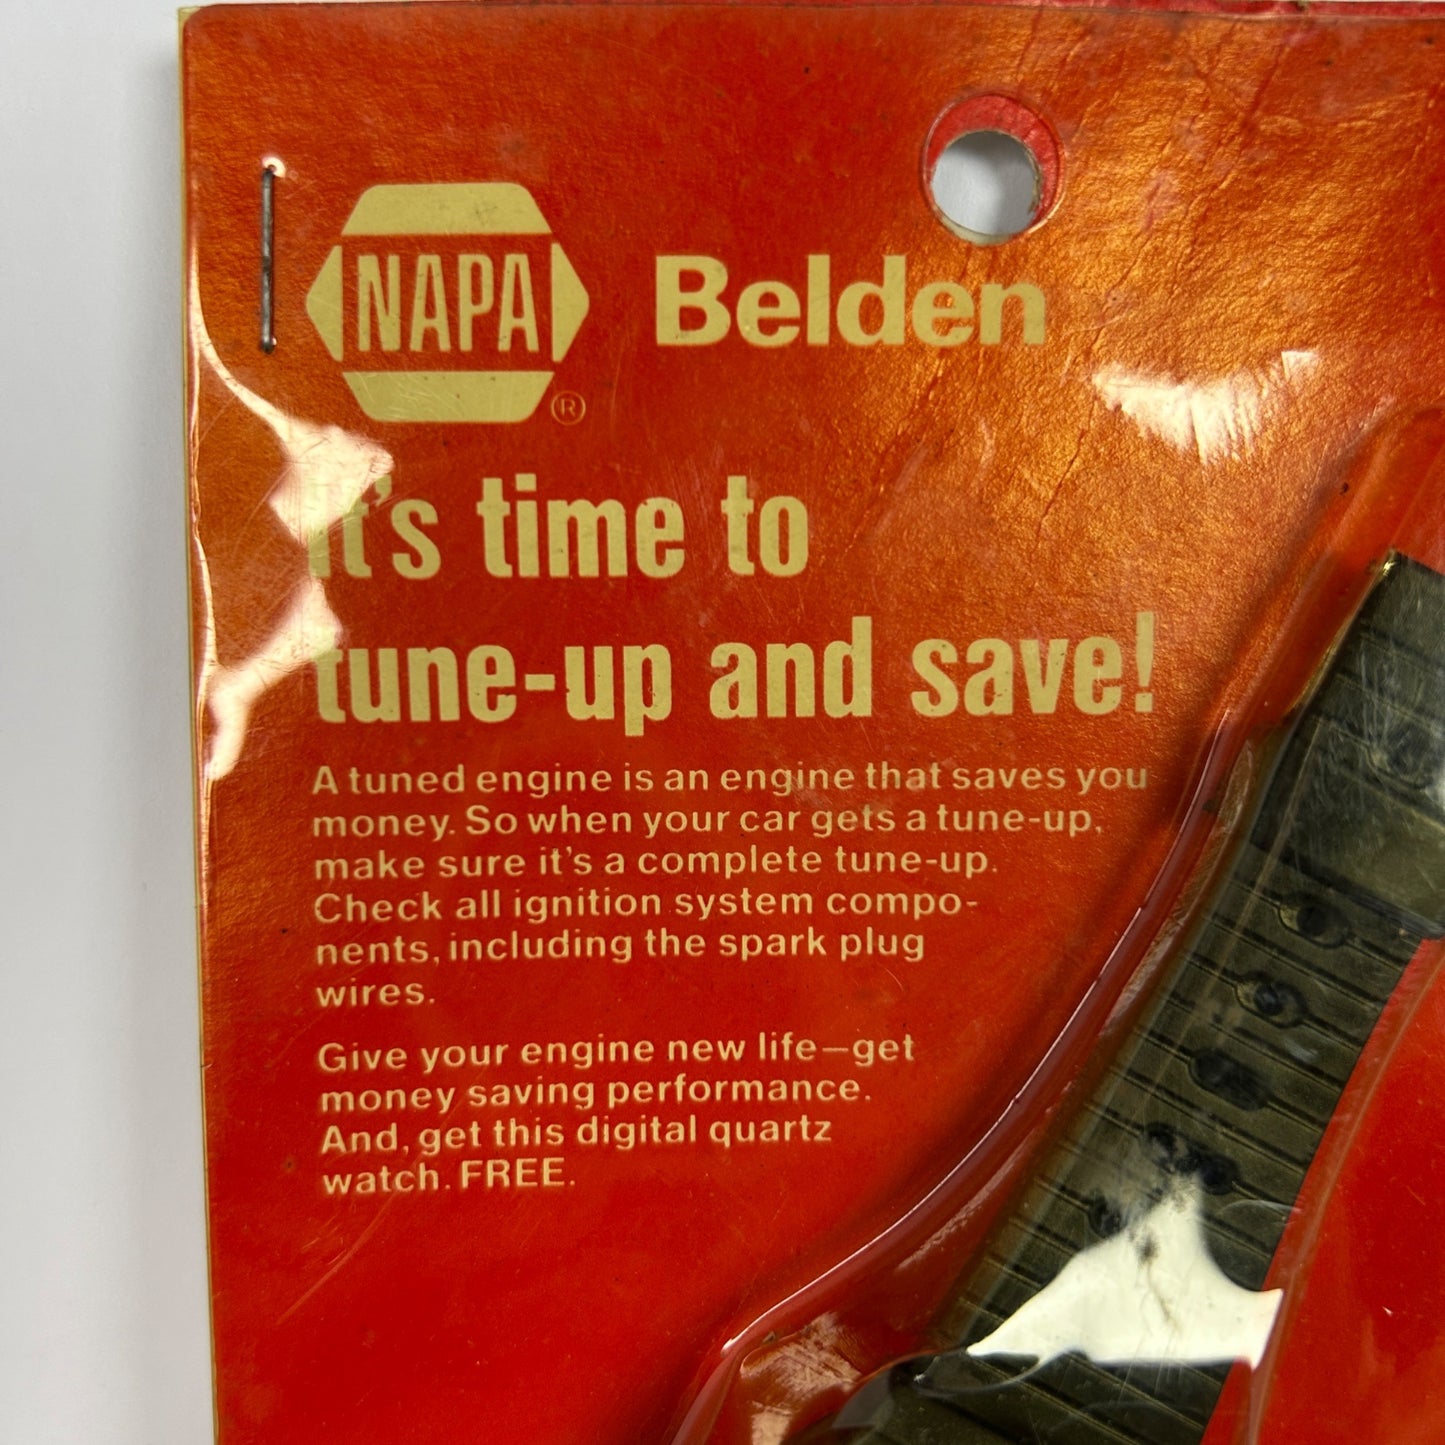 NAPA ® Belden
It's time to
tune-up and save!
A tuned engine is an engine that saves you
money. So when your car gets a tune-up,
make sure it's a complete tune-up.
Check all ignition system compo-
nents, including the spark plug
wires.
Give your engine new life—get
money saving performance.
And, get this digital quartz
watch. FREE.